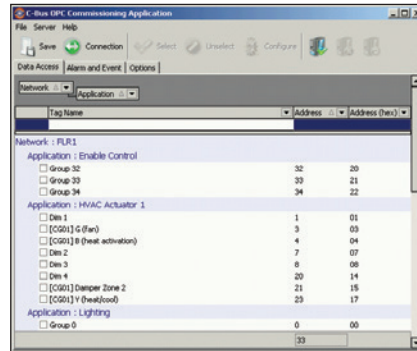 C-Bus OPC Commissioning Application
File Server Help
Save Connection Select Unselect Configure
Data Access Alarm and Event Options
Network
Application
Tag Name Address Address (hex)
Network : FLR1
Application : Enable Control
Group 32 32 20
Group 33 33 21
Group 34 34 22
Application : HVAC Actuator 1
Dim 1 1 01
[CG01] G (fan) 3 03
[CG01] B (heat activation) 4 04
Dim 2 7 07
Dim 3 8 08
Dim 4 20 14
[CG01] Damper Zone 2 21 15
[CG01] Y (heat/cool) 23 17
Application : Lighting
Group 0 0 00
33